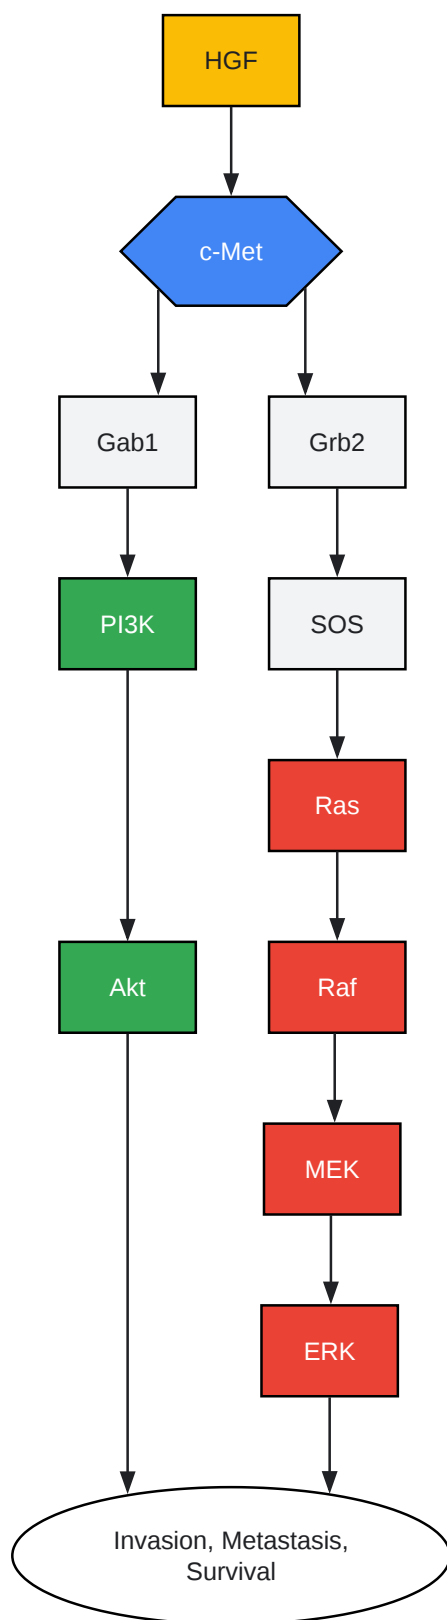 HGF
c-Met
Gab1
Grb2
PI3K
SOS
Ras
Akt
Raf
MEK
ERK
Invasion, Metastasis,
Survival